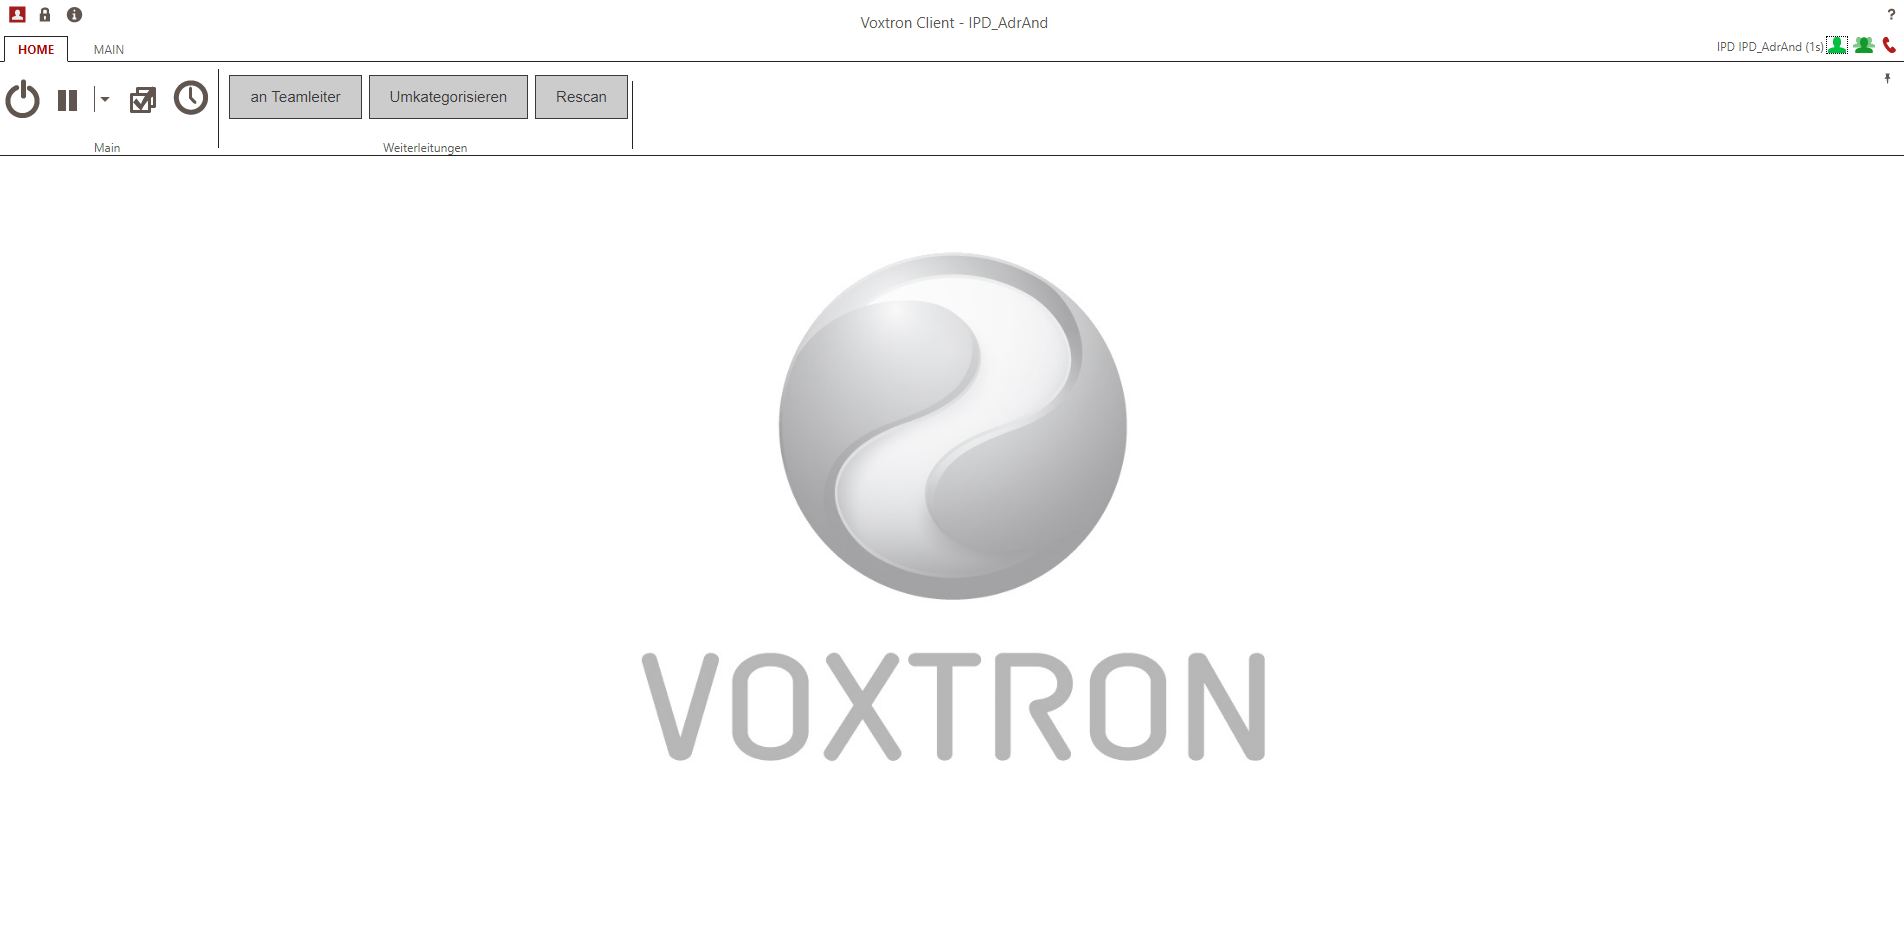 Voxtron Client - IPD_AdrAnd
?
HOME
MAIN
IPD IPD_AdrAnd (1s)
an Teamleiter
Umkategorisieren
Rescan
Main
Weiterleitungen
VOXTRON